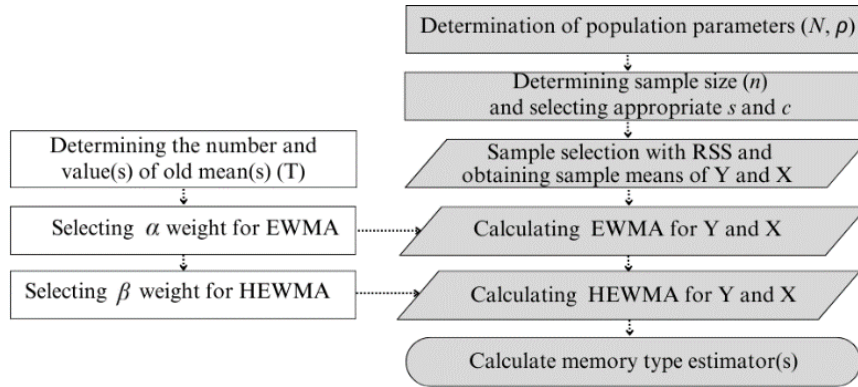 Determination of population parameters (N, ρ)
Determining sample size (n)
and selecting appropriate s and c
Determining the number and
value(s) of old mean(s) (T)
Sample selection with RSS and
obtaining sample means of Y and X
Selecting α weight for EWMA
Calculating EWMA for Y and X
Selecting β weight for HEWMA
Calculating HEWMA for Y and X
Calculate memory type estimator(s)